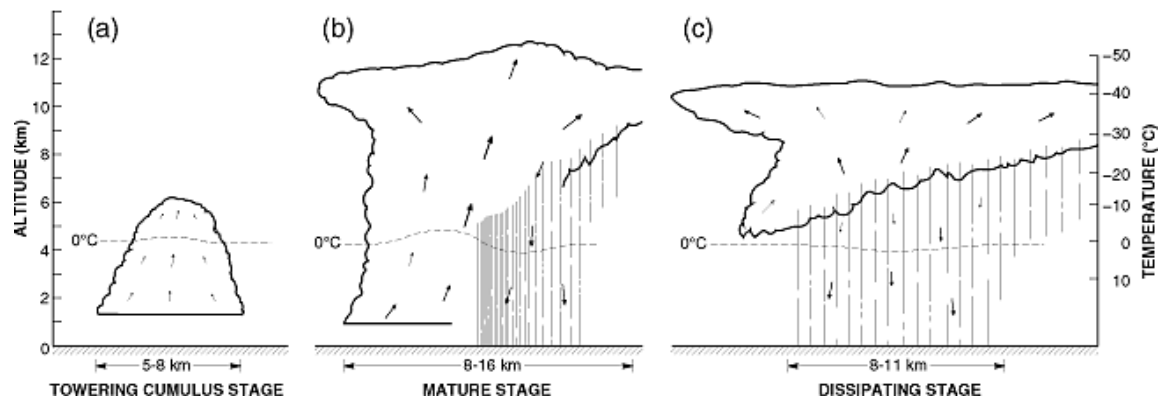 (a)
(b)
(c)
ALTITUDE (km)
12
10
8
6
4
2
0
0°C
0°C
0°C
-50
-40
-30
-20
-10
0
10
TEMPERATURE (°C)
5-8 km
8-16 km
8-11 km
TOWERING CUMULUS STAGE
MATURE STAGE
DISSIPATING STAGE